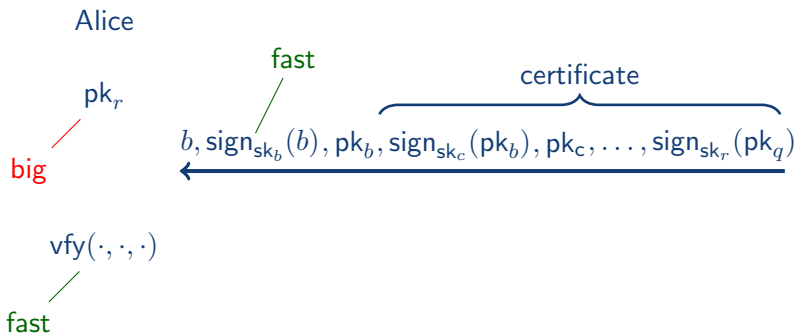 Alice
fast
certificate
pk_r
b, sign_{sk_b}(b), pk_b, sign_{sk_c}(pk_b), pk_c, ..., sign_{sk_r}(pk_q)
big
vfy(·, ·, ·)
fast